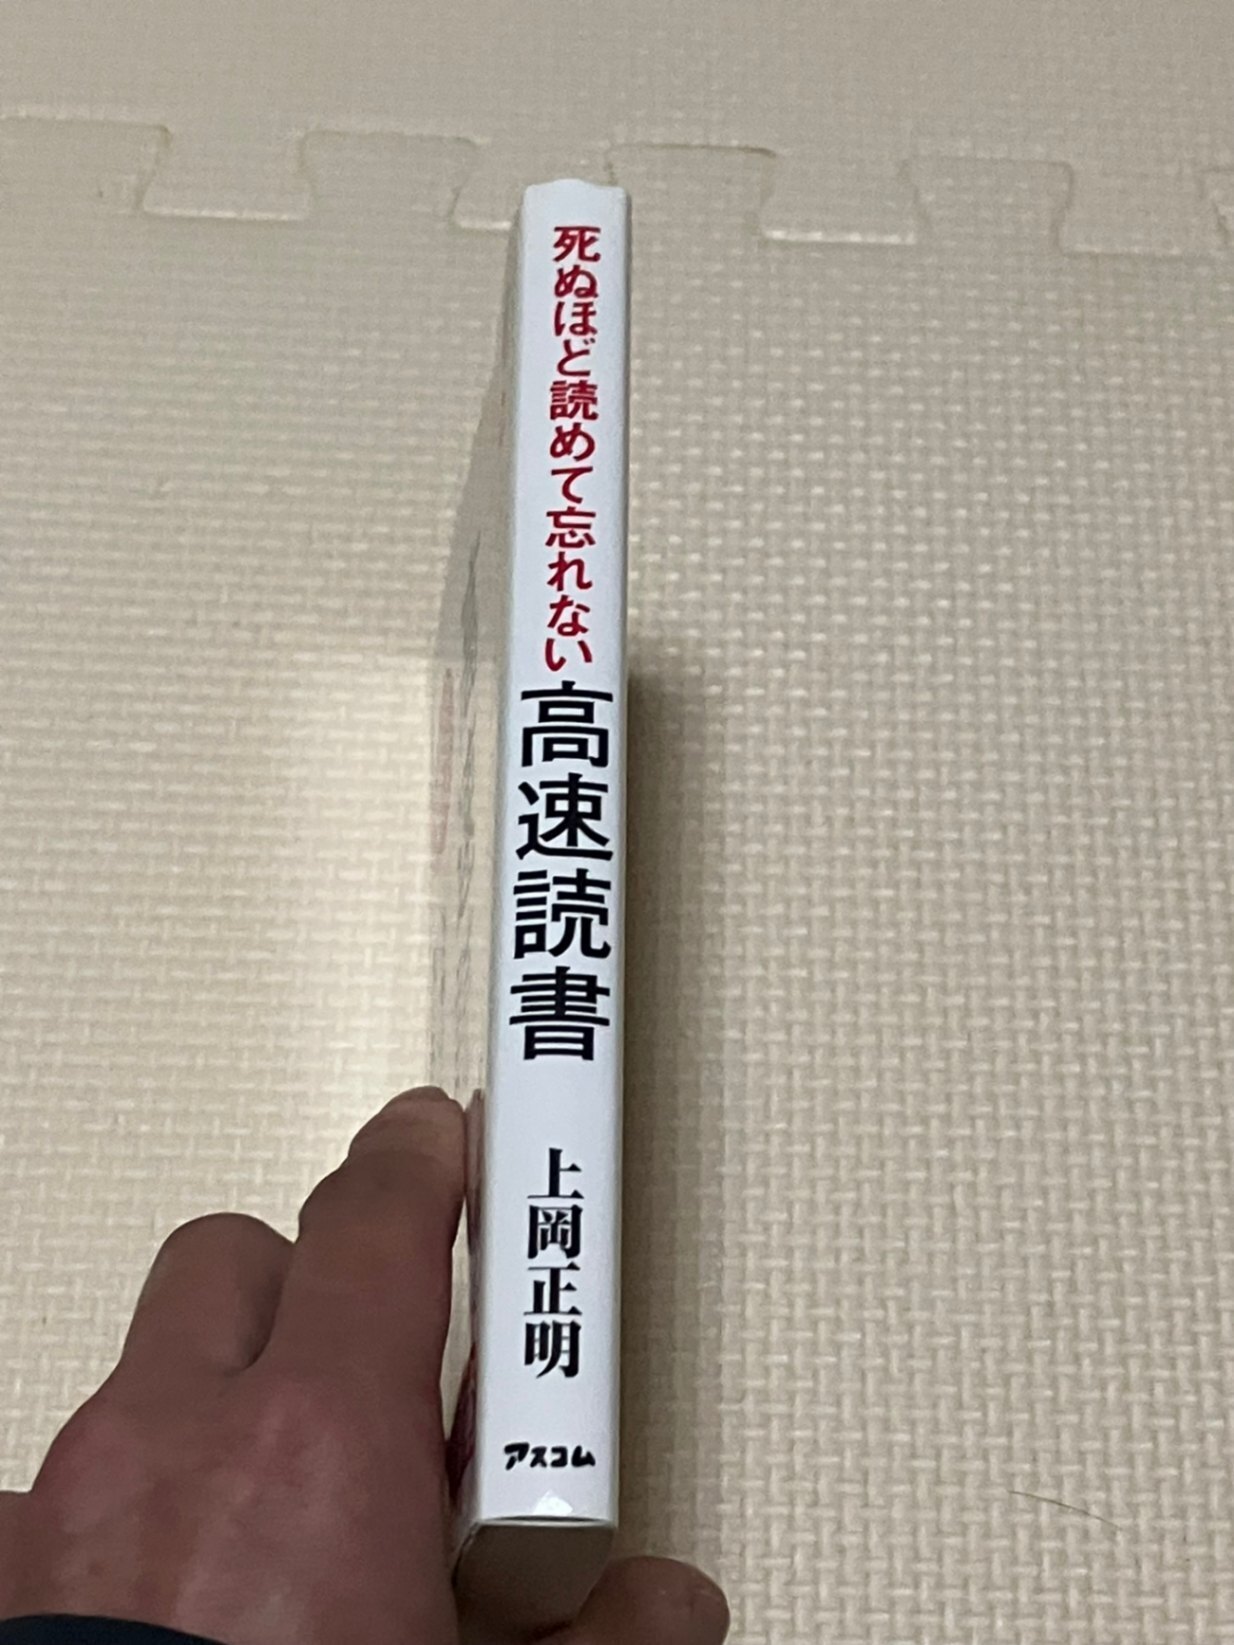 死ぬほど読めて忘れない
高速読書
上岡正明
アスコム